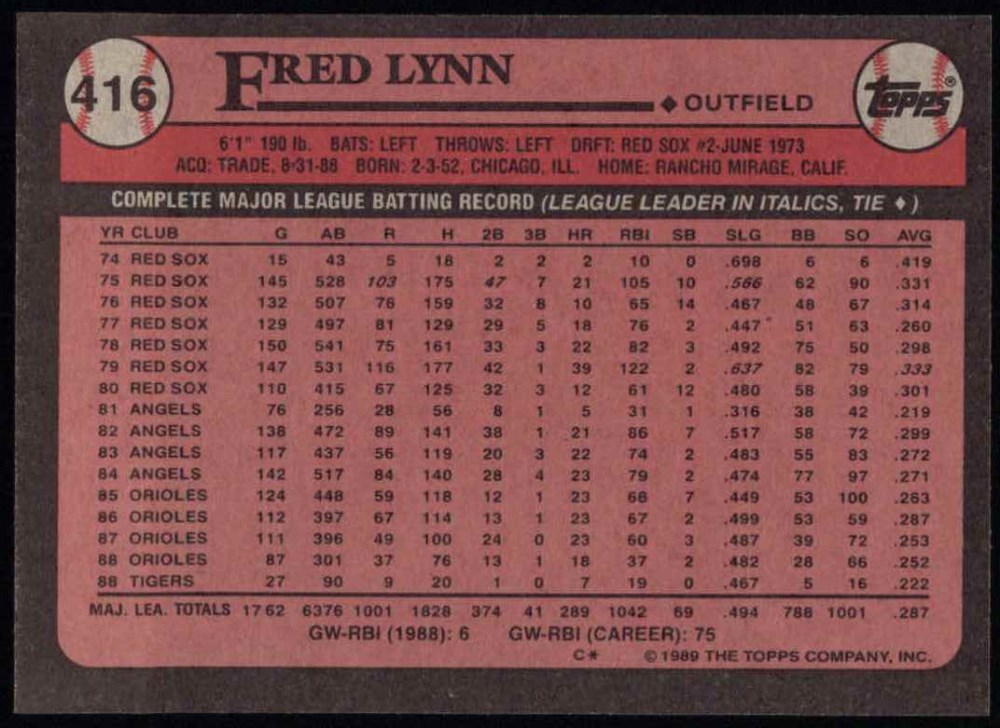 416
FRED LYNN
♦ OUTFIELD
topps®
6'1" 190 lb. BATS: LEFT THROWS: LEFT DRFT: RED SOX #2-JUNE 1973
ACQ: TRADE, 8-31-88 BORN: 2-3-52, CHICAGO, ILL. HOME: RANCHO MIRAGE, CALIF.
COMPLETE MAJOR LEAGUE BATTING RECORD (LEAGUE LEADER IN ITALICS, TIE ♦)
YR CLUB G AB R H 2B 3B HR RBI SB SLG BB SO AVG
74 RED SOX 15 43 5 18 2 2 2 10 0 .698 6 6 .419
75 RED SOX 145 528 103 175 47 7 21 105 10 .566 62 90 .331
76 RED SOX 132 507 76 159 32 8 10 65 14 .467 48 67 .314
77 RED SOX 129 497 81 129 29 5 18 76 2 .447 51 63 .260
78 RED SOX 150 541 75 161 33 3 22 82 3 .492 75 50 .298
79 RED SOX 147 531 116 177 42 1 39 122 2 .637 82 79 .333
80 RED SOX 110 415 67 125 32 3 12 61 12 .480 58 39 .301
81 ANGELS 76 256 28 56 8 1 5 31 1 .316 38 42 .219
82 ANGELS 138 472 89 141 38 1 21 86 7 .517 58 72 .299
83 ANGELS 117 437 56 119 20 3 22 74 2 .483 55 83 .272
84 ANGELS 142 517 84 140 28 4 23 79 2 .474 77 97 .271
85 ORIOLES 124 448 59 118 12 1 23 68 7 .449 53 100 .263
86 ORIOLES 112 397 67 114 13 1 23 67 2 .499 53 59 .287
87 ORIOLES 111 396 49 100 24 0 23 60 3 .487 39 72 .253
88 ORIOLES 87 301 37 76 13 1 18 37 2 .482 28 66 .252
88 TIGERS 27 90 9 20 1 0 7 19 0 .467 5 16 .222
MAJ. LEA. TOTALS 1762 6376 1001 1828 374 41 289 1042 69 .494 788 1001 .287
GW-RBI (1988): 6 GW-RBI (CAREER): 75
C* © 1989 THE TOPPS COMPANY, INC.